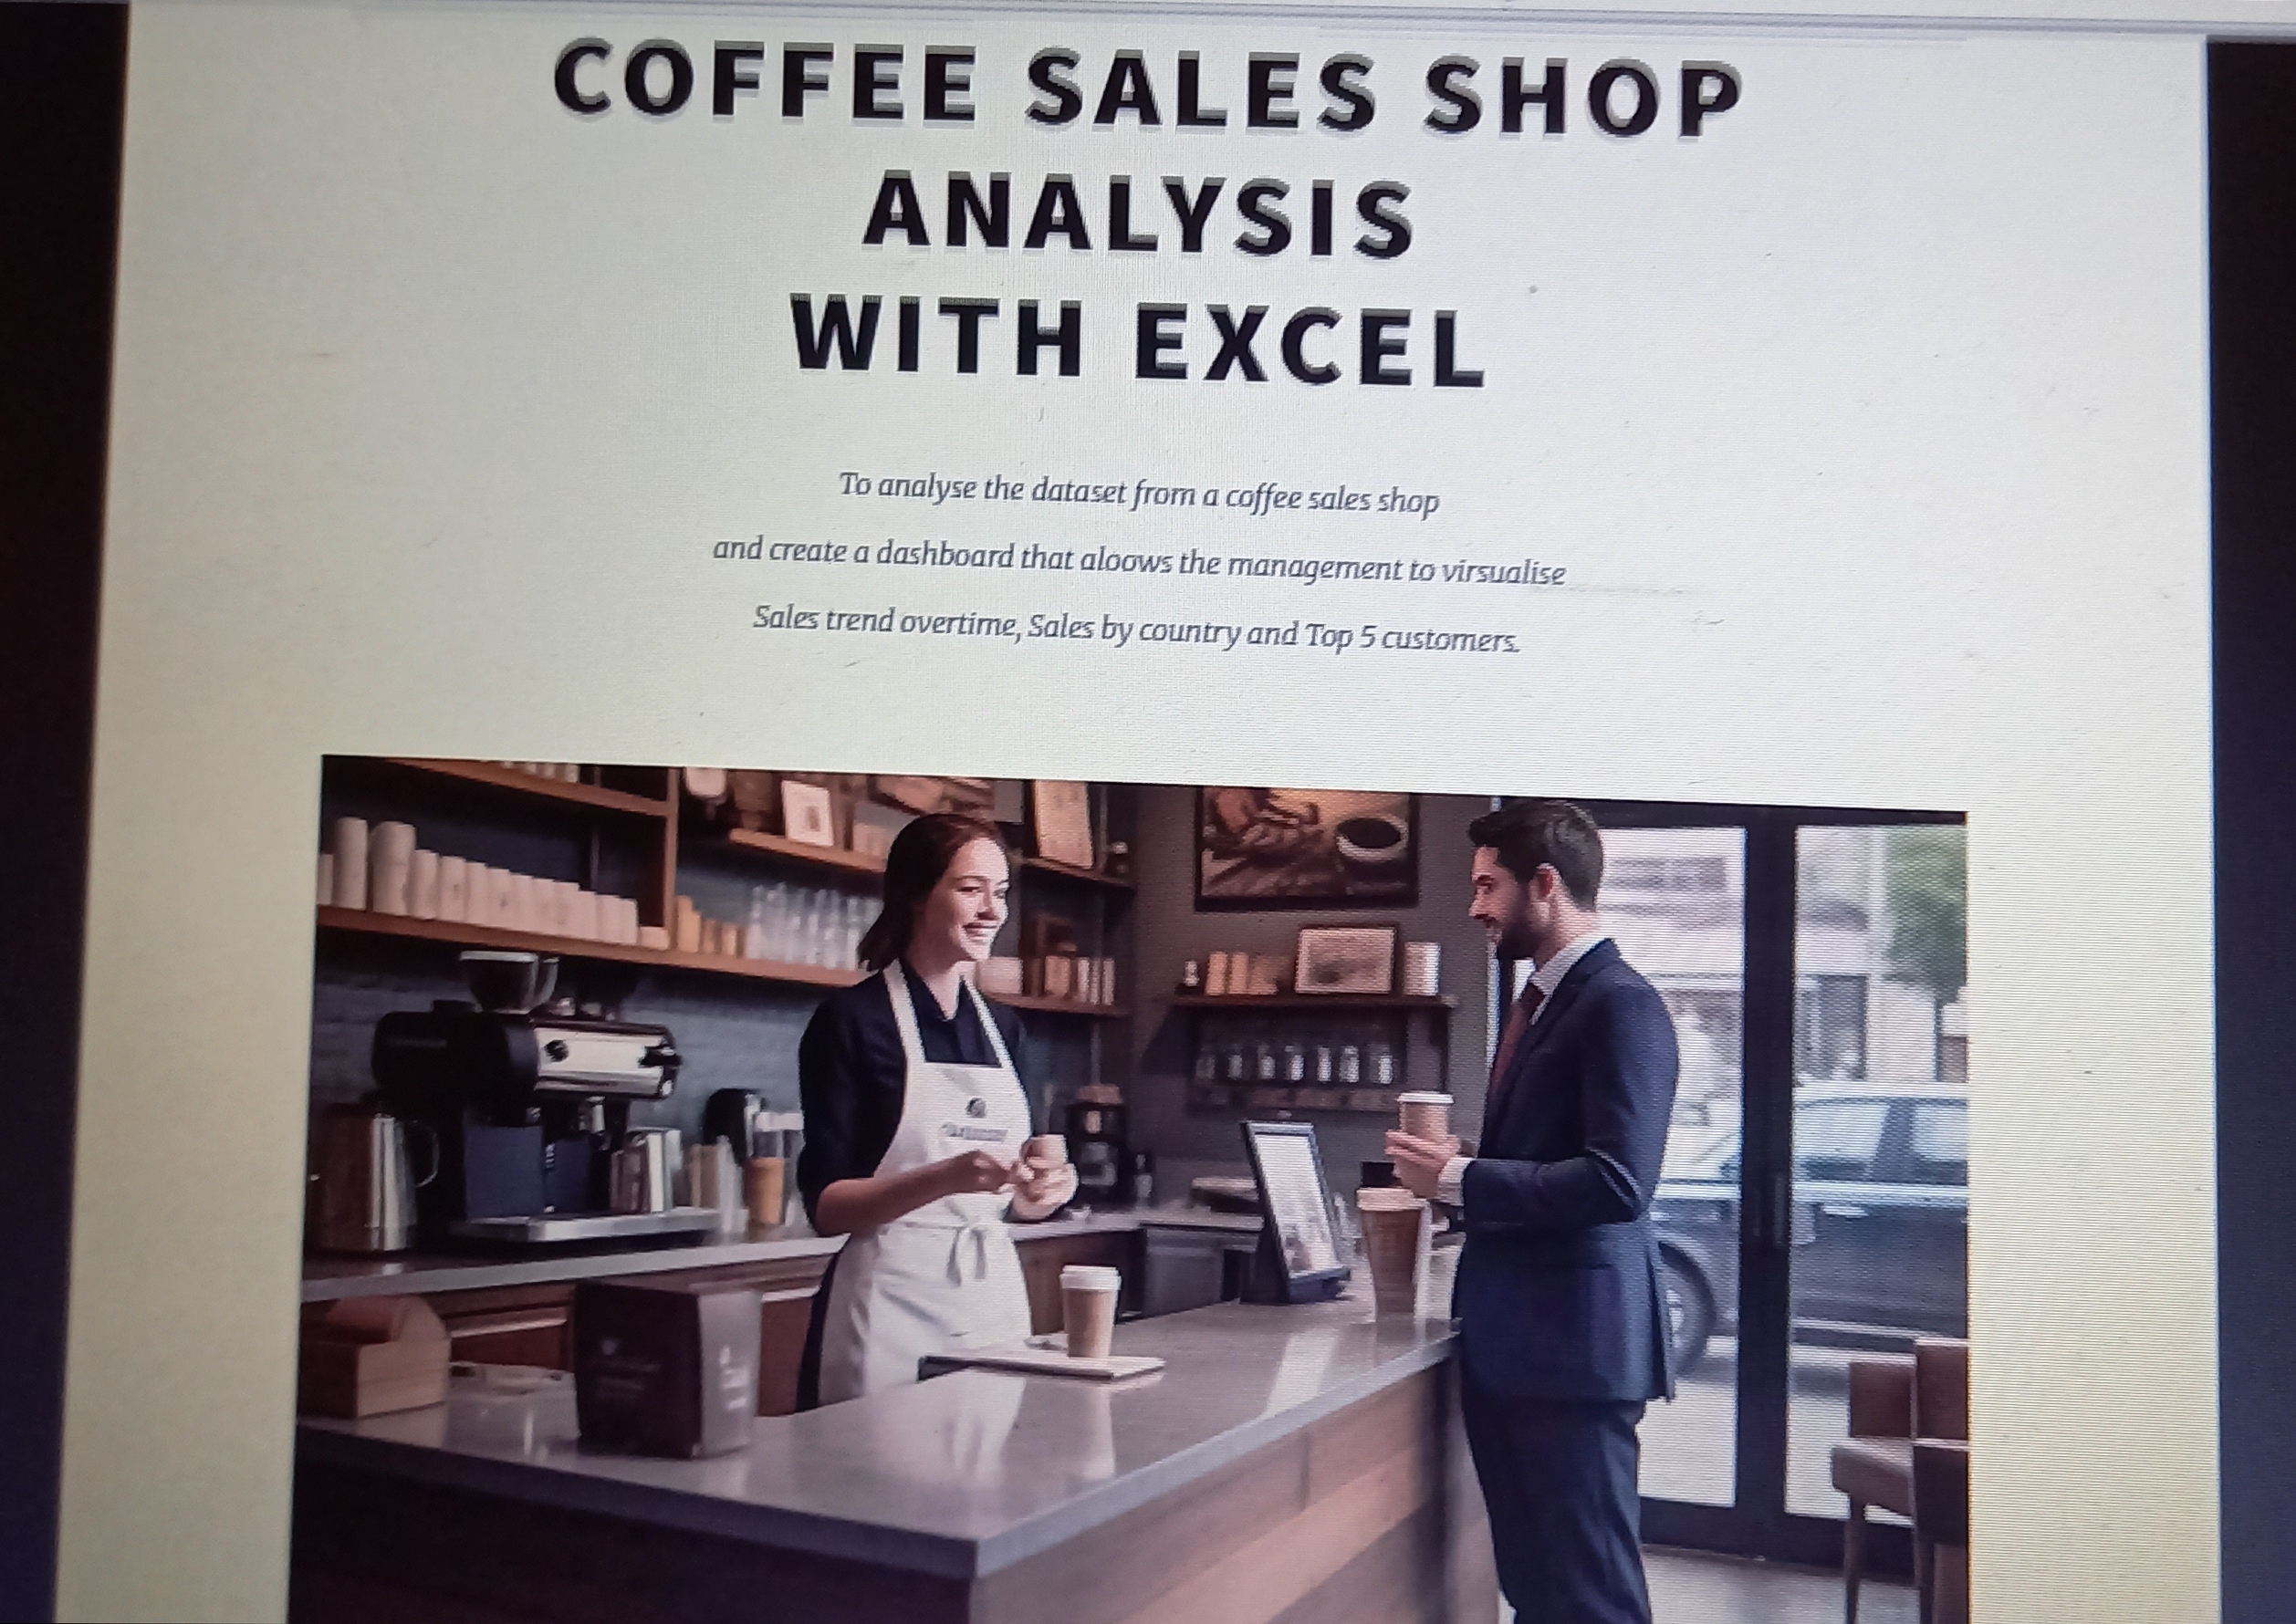 COFFEE SALES SHOP
ANALYSIS
WITH EXCEL
To analyse the dataset from a coffee sales shop
and create a dashboard that aloows the management to virsualise
Sales trend overtime, Sales by country and Top 5 customers.